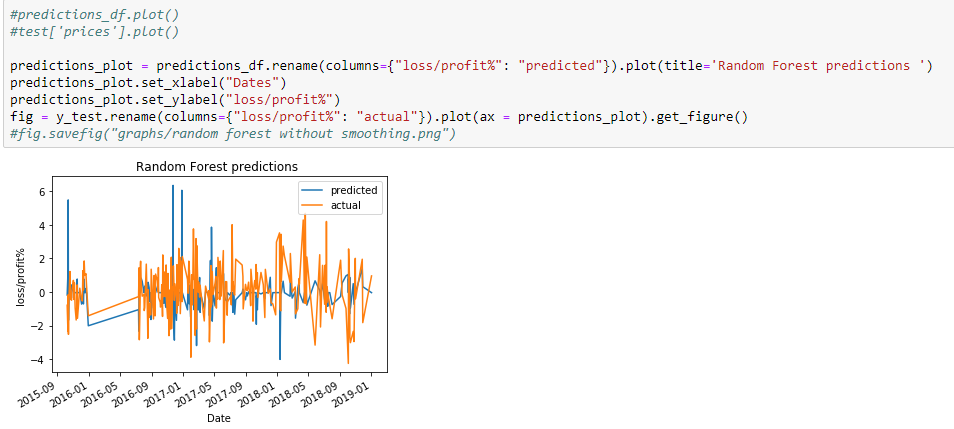 #predictions_df.plot()
#test['prices'].plot()
predictions_plot = predictions_df.rename(columns={"loss/profit%": "predicted"}).plot(title='Random Forest predictions ')
predictions_plot.set_xlabel("Dates")
predictions_plot.set_ylabel("loss/profit%")
fig = y_test.rename(columns={"loss/profit%": "actual"}).plot(ax = predictions_plot).get_figure()
#fig.savefig("graphs/random forest without smoothing.png")
Random Forest predictions
predicted
actual
6
4
2
0
−2
−4
loss/profit%
2015-09
2016-01
2016-05
2016-09
2017-01
2017-05
2017-09
2018-01
2018-05
2018-09
2019-01
Date